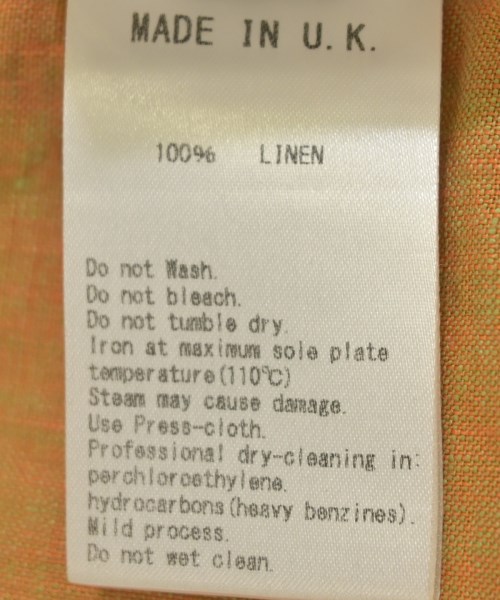 MADE IN U.K.
100% LINEN
Do not Wash.
Do not bleach.
Do not tumble dry.
Iron at maximum sole plate
temperature(110℃)
Steam may cause damage.
Use Press-cloth.
Professional dry-cleaning in:
perchloroethylene.
hydrocarbons(heavy benzines).
Mild process.
Do not wet clean.